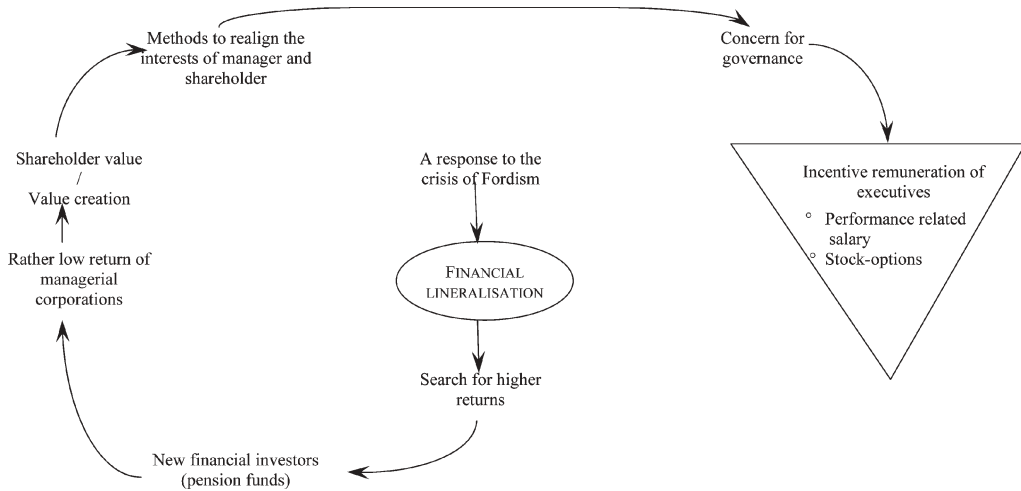 Methods to realign the
interests of manager and
shareholder
Concern for
governance
Shareholder value
/
Value creation
A response to the
crisis of Fordism
Incentive remuneration of
executives
° Performance related
salary
° Stock-options
Rather low return of
managerial
corporations
FINANCIAL
LINERALISATION
Search for higher
returns
New financial investors
(pension funds)